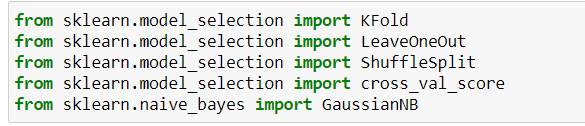 from sklearn.model_selection import KFold
from sklearn.model_selection import LeaveOneOut
from sklearn.model_selection import ShuffleSplit
from sklearn.model_selection import cross_val_score
from sklearn.naive_bayes import GaussianNB